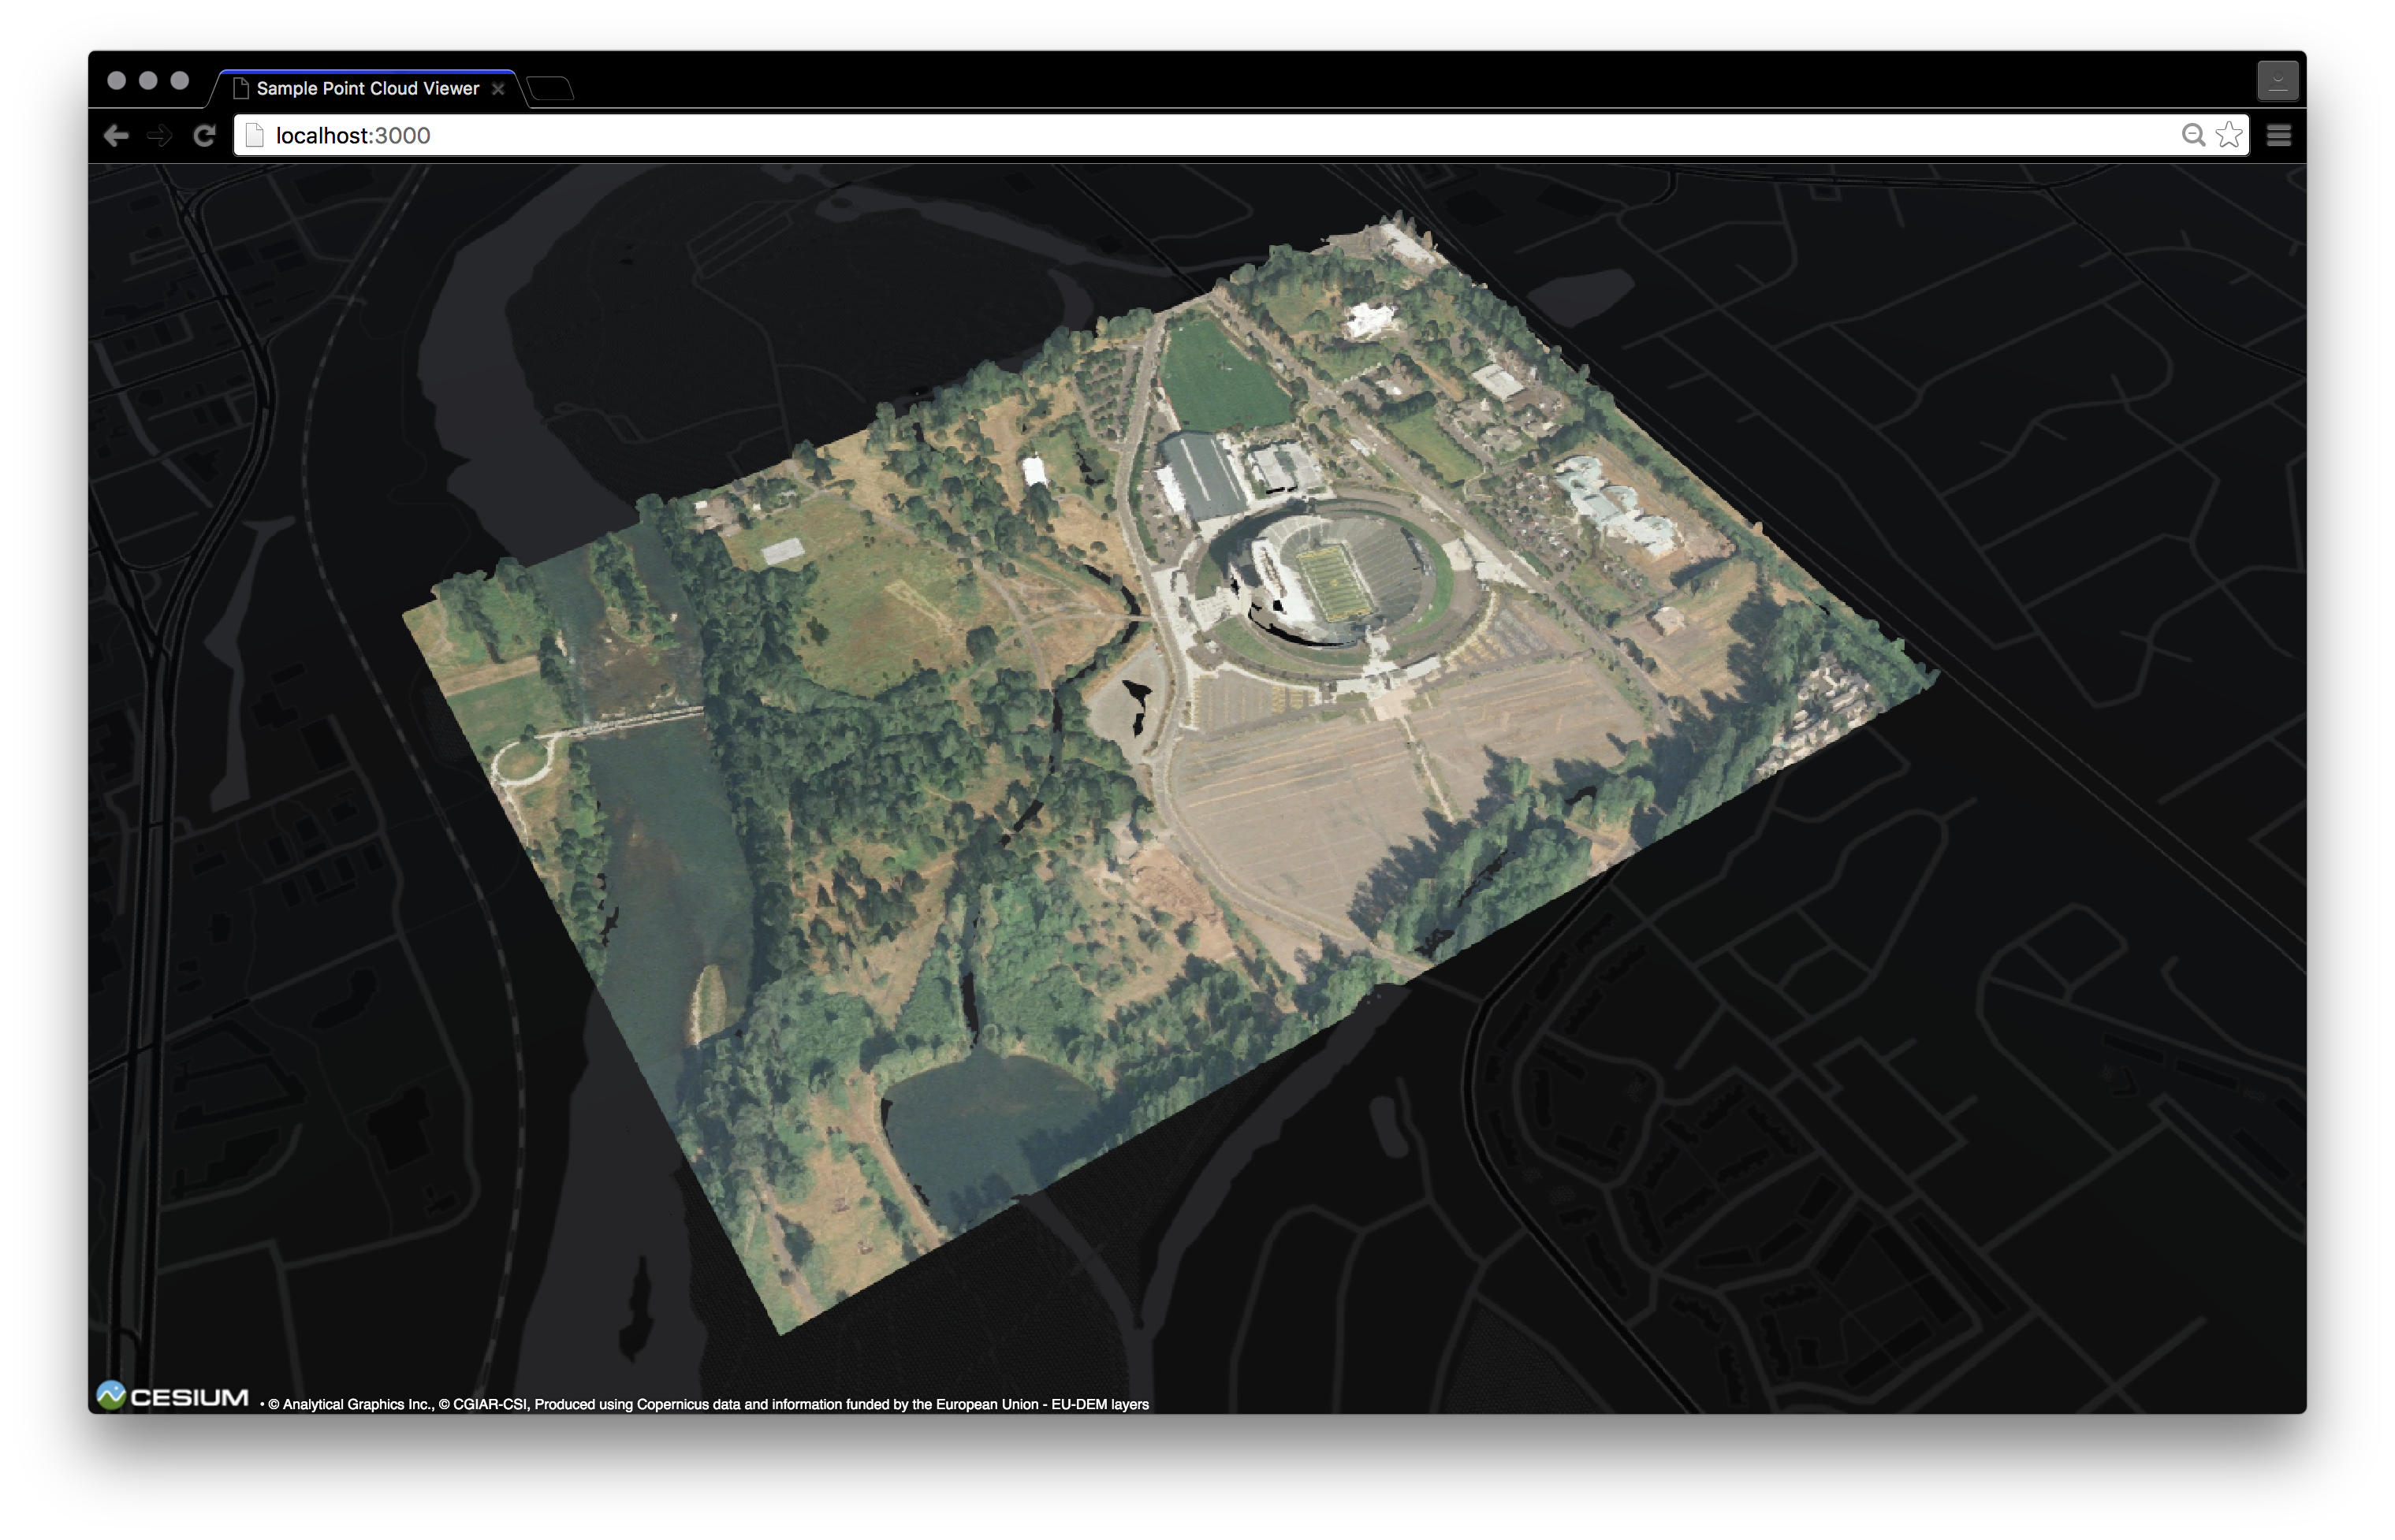 Sample Point Cloud Viewer
localhost:3000
CESIUM • © Analytical Graphics Inc., © CGIAR-CSI, Produced using Copernicus data and information funded by the European Union - EU-DEM layers